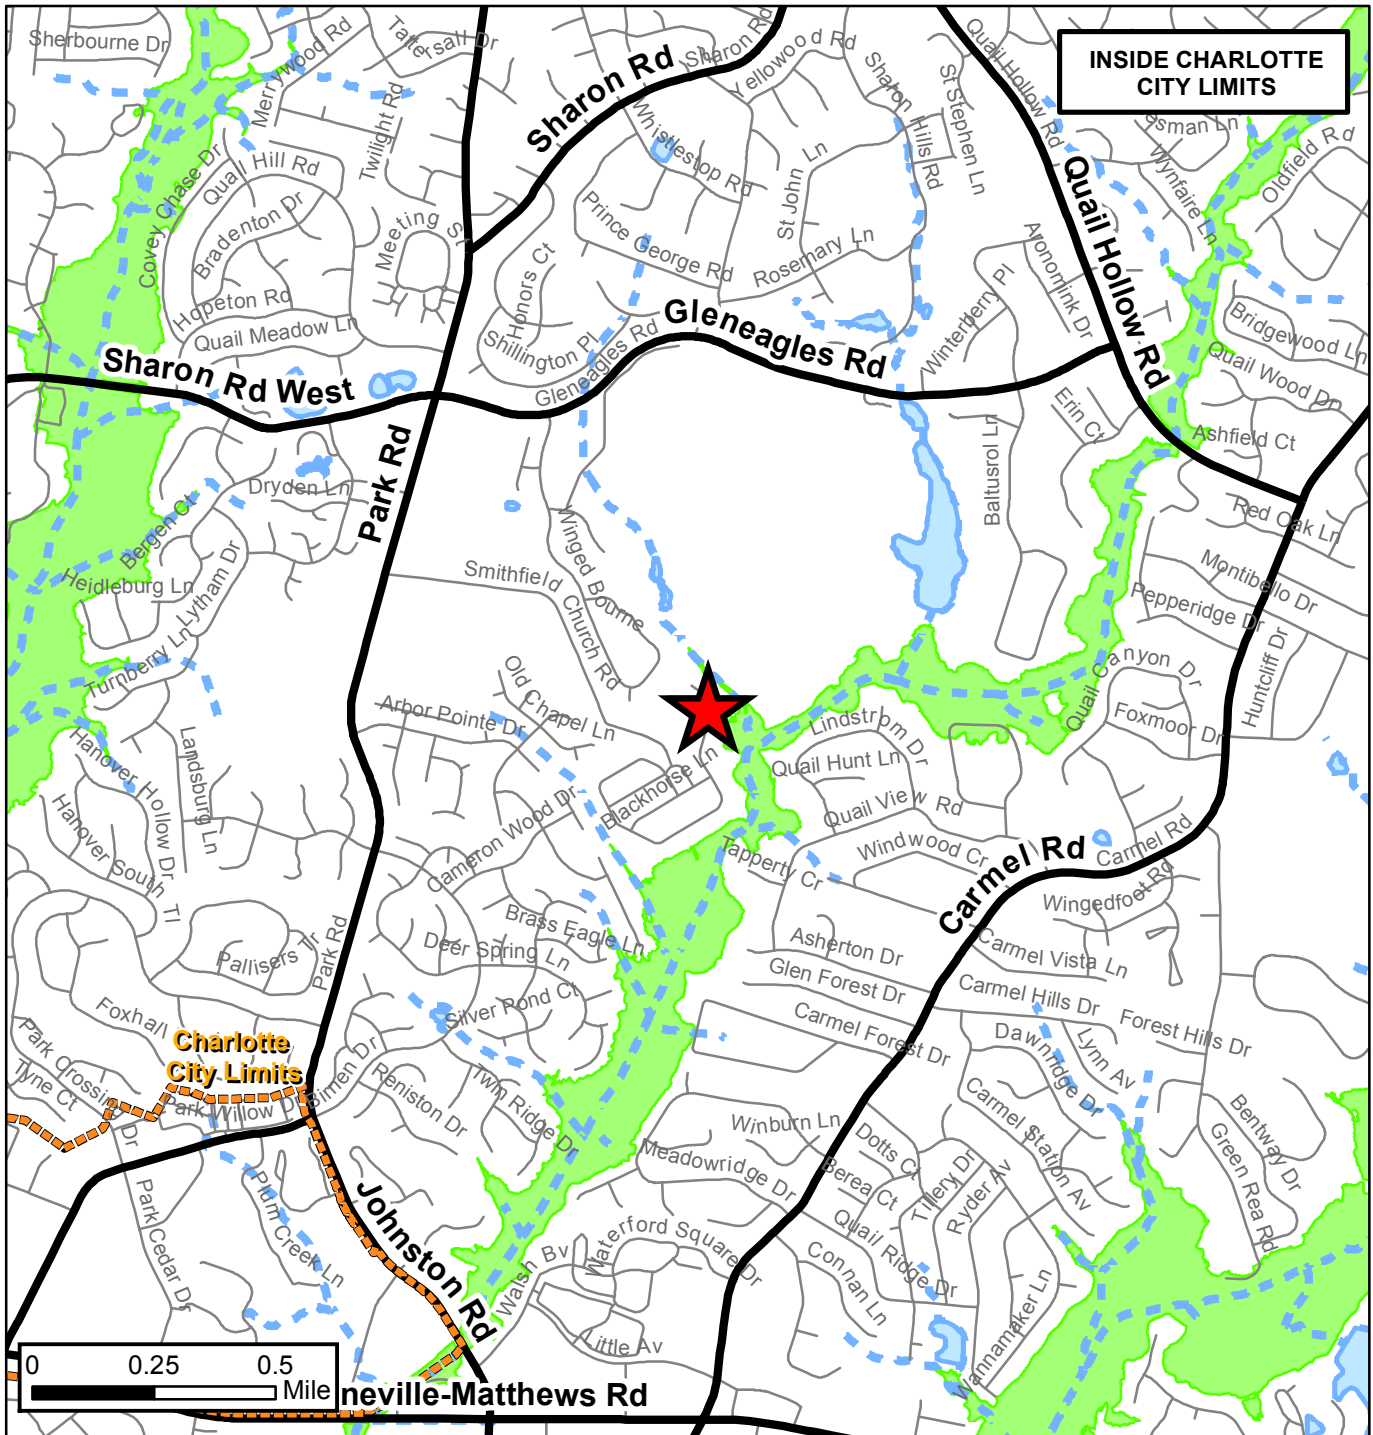 INSIDE CHARLOTTE
CITY LIMITS
Sherbourne Dr
Merrywood Rd
Tattersall Dr
Sharon Rd
Sharon Rd
Yellowood Rd
Sharon Hills Rd
St Stephen Ln
Quail Hollow Rd
Quail Hollow Rd
esman Ln
Wynfaire Ln
Oldfield Rd
Twilight Rd
Covey Chase Dr
Quail Hill Rd
Bradenton Dr
Meeting St
Whistlestop Rd
St John Ln
Prince George Rd
Rosemary Ln
Honors Ct
Hopeton Rd
Quail Meadow Ln
Shillington Pl
Gleneagles Rd
Gleneagles Rd
Winterberry Pl
Aronomink Dr
Bridgewood Ln
Quail Wood Dr
Sharon Rd West
Park Rd
Erin Ct
Ashfield Ct
Baltusrol Ln
Dryden Ln
Bergen Ct
Heidleburg Ln
Lytham Dr
Turnberry Ln
Winged Bourne
Smithfield Church Rd
Red Oak Ln
Montibello Dr
Pepperidge Dr
Huntcliff Dr
Quail Canyon Dr
Foxmoor Dr
Old Chapel Ln
Arbor Pointe Dr
Lindstrom Dr
Quail Hunt Ln
Quail View Rd
Blackhorse Ln
Hanover Hollow Dr
Landsburg Ln
Hanover South Tl
Cameron Wood Dr
Tapperty Cr
Windwood Cr
Carmel Rd
Carmel Rd
Wingedfoot Rd
Brass Eagle Ln
Deer Spring Ln
Pallisers Tr
Park Rd
Asherton Dr
Glen Forest Dr
Carmel Vista Ln
Carmel Hills Dr
Carmel Forest Dr
Forest Hills Dr
Silver Pond Ct
Foxhall
Charlotte
City Limits
Park Crossing Dr
Tyne Ct
Park Willow Dr
Bimen Dr
Reniston Dr
Twin Ridge Dr
Dawnridge Dr
Lynn Av
Carmel Station Av
Winburn Ln
Meadowridge Dr
Dotts Ct
Berea Ct
Tillery Dr
Ryder Av
Bentway Dr
Green Rea Rd
Park Cedar Dr
Plum Creek Ln
Johnston Rd
Walsh Bv
Waterford Square Dr
Quail Ridge Dr
Connan Ln
Wannamaker Ln
Little Av
0 0.25 0.5
Mile
neville-Matthews Rd